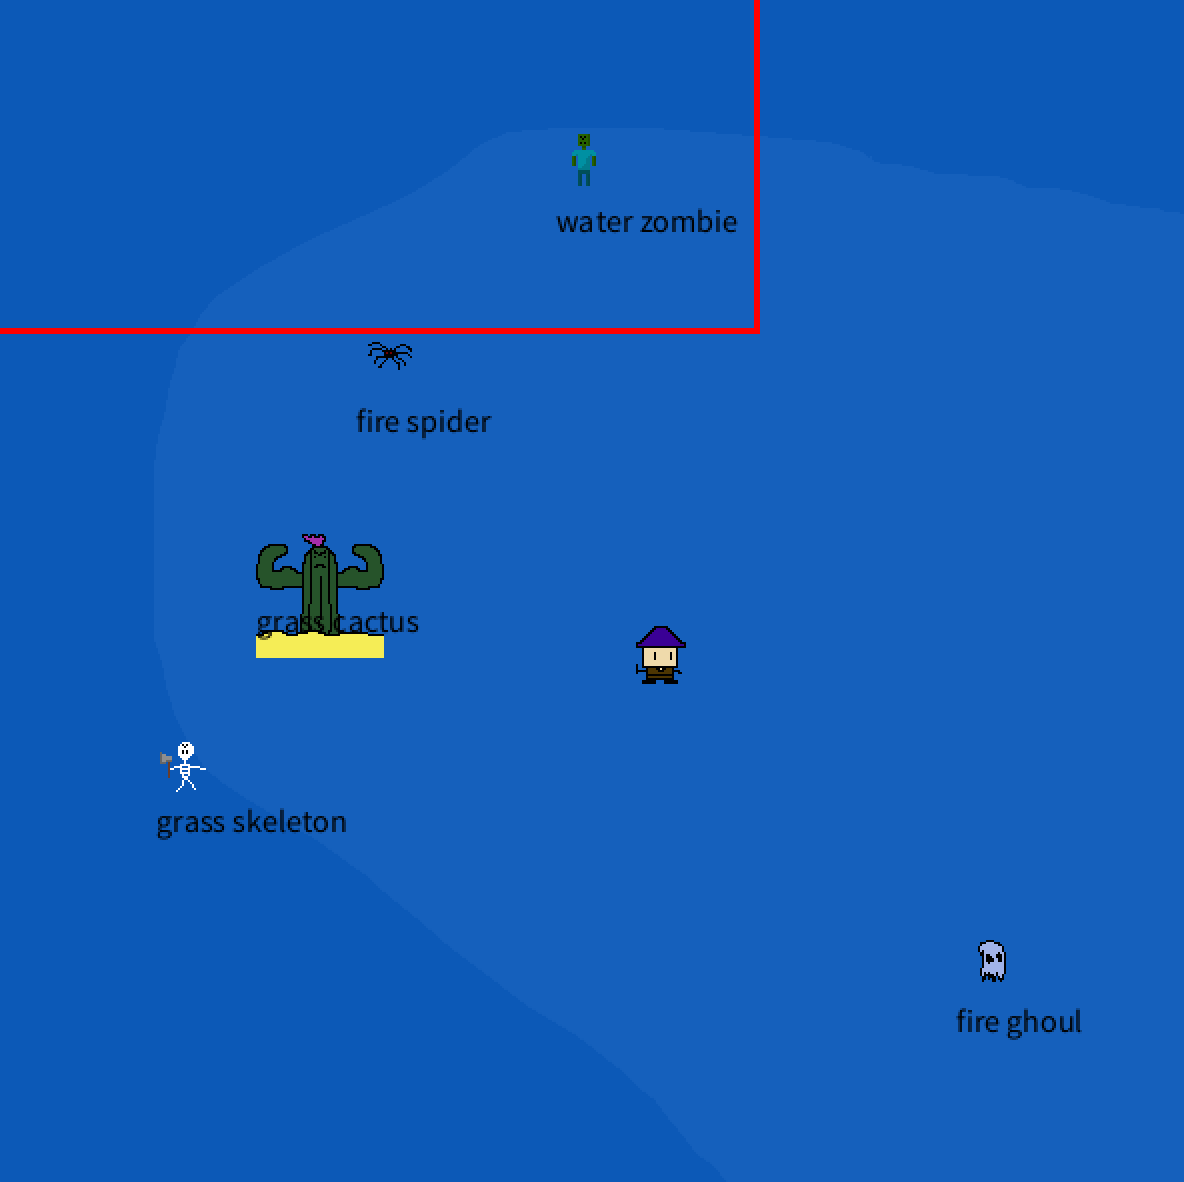 water zombie
fire spider
grass cactus
grass skeleton
fire ghoul